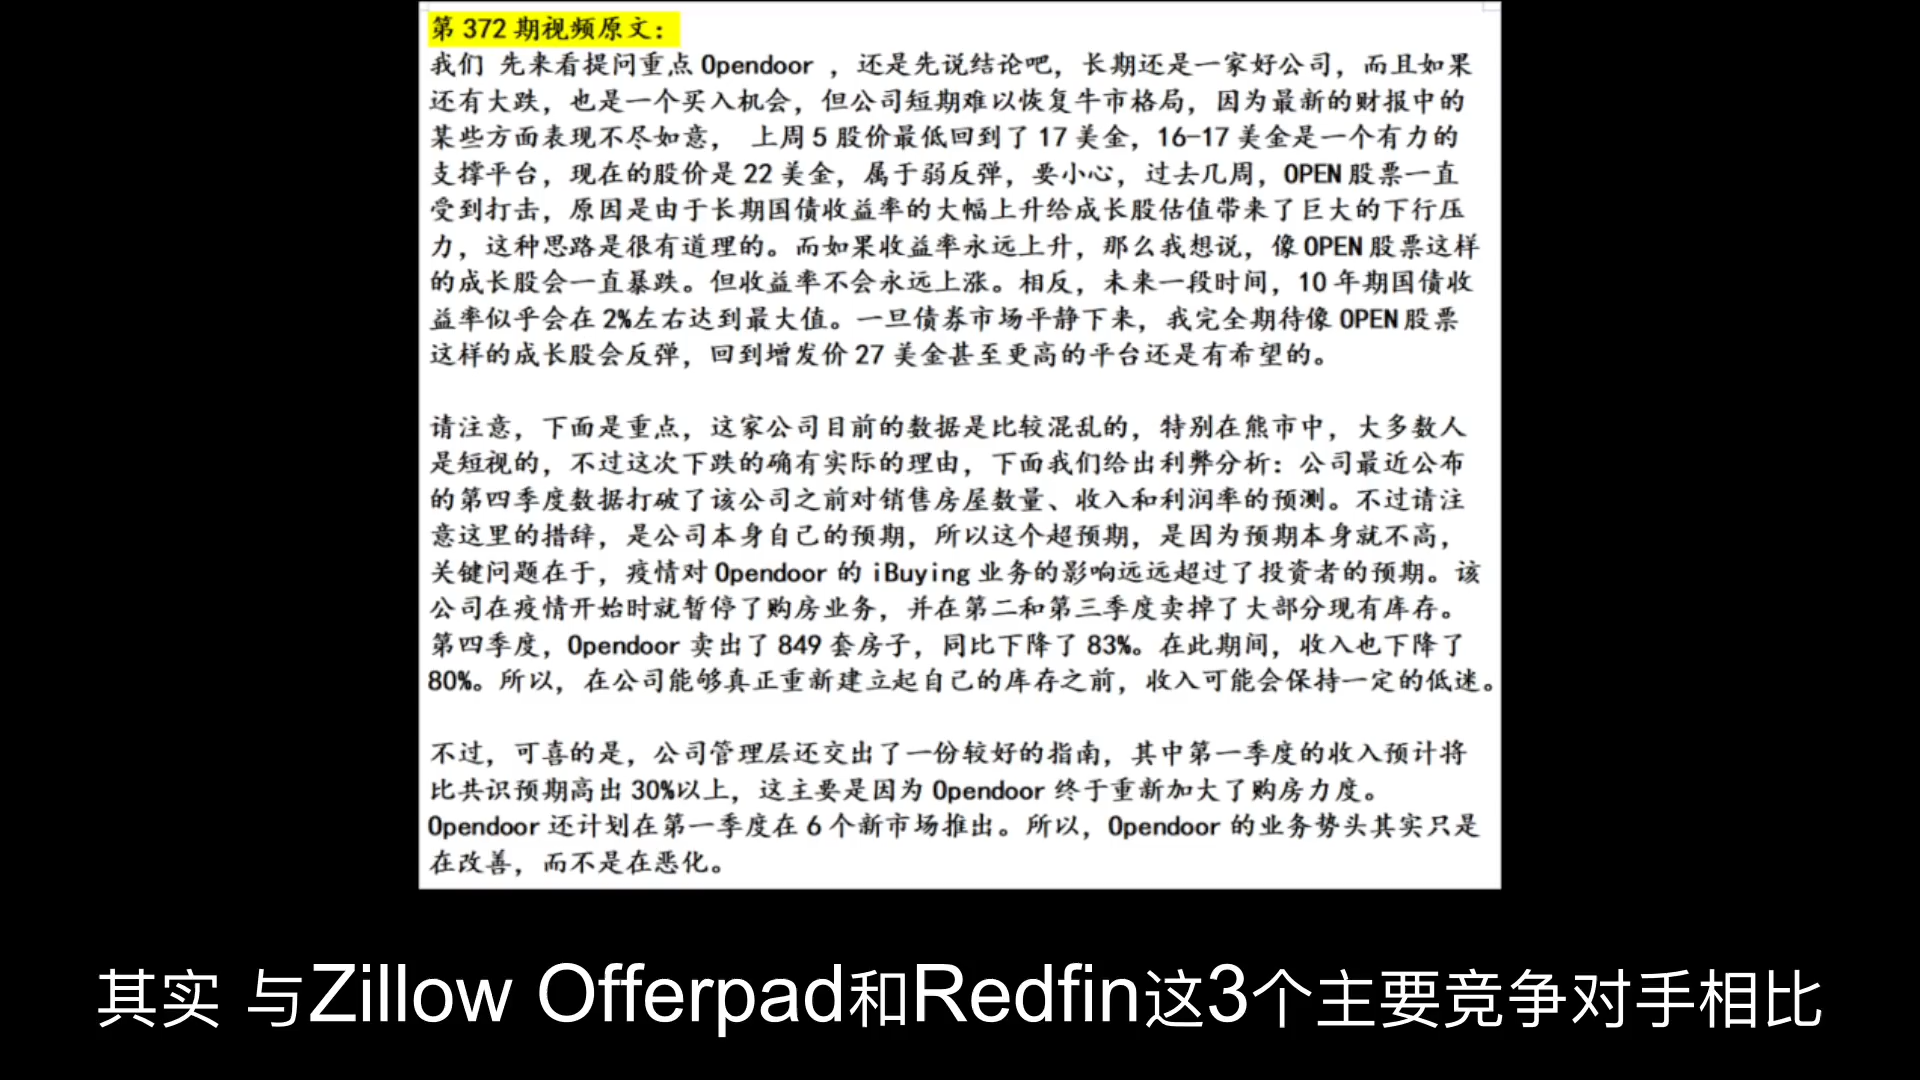 第 372 期视频原文：
我们 先来看提问重点 Opendoor ，还是先说结论吧，长期还是一家好公司，而且如果
还有大跌，也是一个买入机会，但公司短期难以恢复牛市格局，因为最新的财报中的
某些方面表现不尽如意， 上周 5 股价最低回到了 17 美金，16-17 美金是一个有力的
支撑平台，现在的股价是 22 美金，属于弱反弹，要小心，过去几周，OPEN 股票一直
受到打击，原因是由于长期国债收益率的大幅上升给成长股估值带来了巨大的下行压
力，这种思路是很有道理的。而如果收益率永远上升，那么我想说，像 OPEN 股票这样
的成长股会一直暴跌。但收益率不会永远上涨。相反，未来一段时间，10 年期国债收
益率似乎会在 2%左右达到最大值。一旦债券市场平静下来，我完全期待像 OPEN 股票
这样的成长股会反弹，回到增发价 27 美金甚至更高的平台还是有希望的。
请注意，下面是重点，这家公司目前的数据是比较混乱的，特别在熊市中，大多数人
是短视的，不过这次下跌的确有实际的理由，下面我们给出利弊分析：公司最近公布
的第四季度数据打破了该公司之前对销售房屋数量、收入和利润率的预测。不过请注
意这里的措辞，是公司本身自己的预期，所以这个超预期，是因为预期本身就不高，
关键问题在于，疫情对 Opendoor 的 iBuying 业务的影响远远超过了投资者的预期。该
公司在疫情开始时就暂停了购房业务，并在第二和第三季度卖掉了大部分现有库存。
第四季度，Opendoor 卖出了 849 套房子，同比下降了 83%。在此期间，收入也下降了
80%。所以，在公司能够真正重新建立起自己的库存之前，收入可能会保持一定的低迷。
不过，可喜的是，公司管理层还交出了一份较好的指南，其中第一季度的收入预计将
比共识预期高出 30%以上，这主要是因为 Opendoor 终于重新加大了购房力度。
Opendoor 还计划在第一季度在 6 个新市场推出。所以，Opendoor 的业务势头其实只是
在改善，而不是在恶化。
其实 与Zillow Offerpad和Redfin这3个主要竞争对手相比